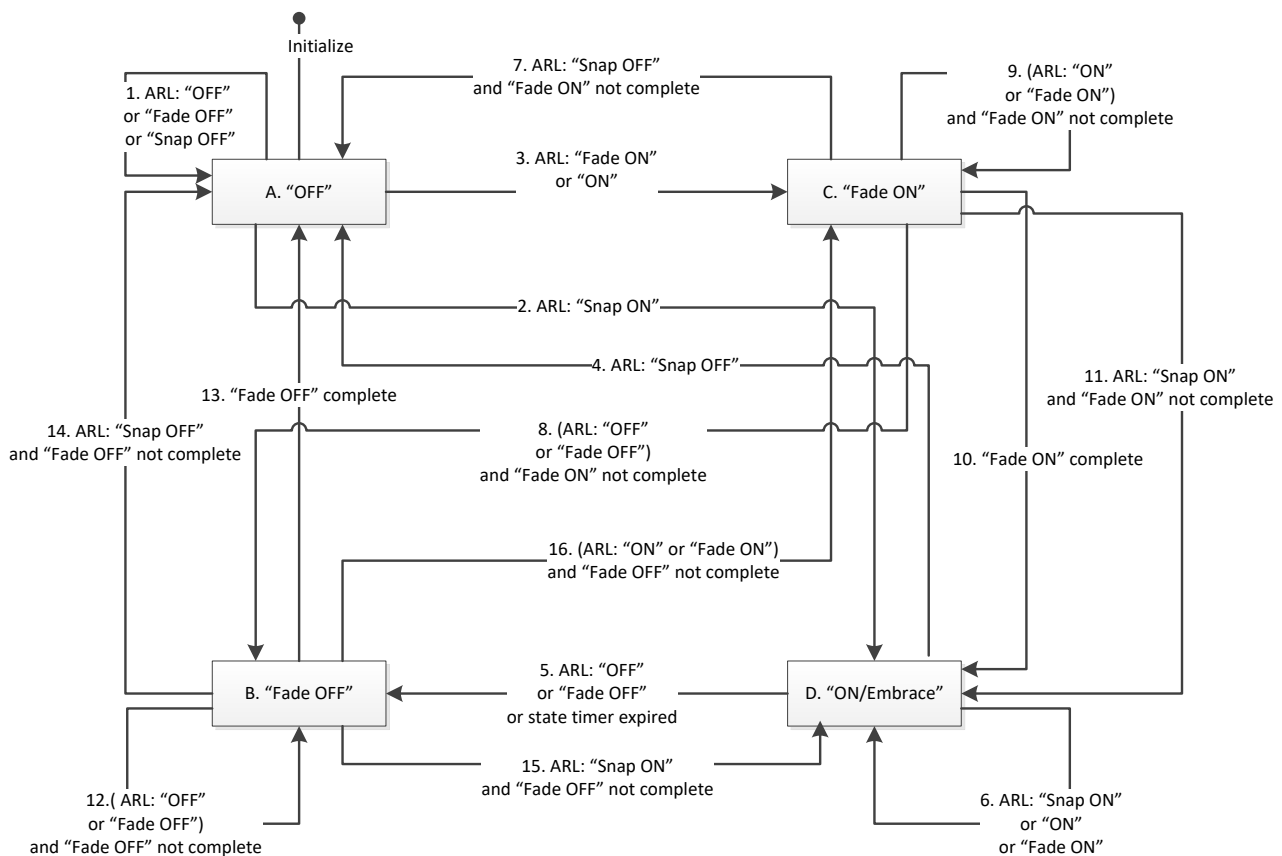 Initialize
7. ARL: “Snap OFF”
and “Fade ON” not complete
9. (ARL: “ON”
or “Fade ON”)
and “Fade ON” not complete
1. ARL: “OFF”
or “Fade OFF”
or “Snap OFF”
3. ARL: “Fade ON”
or “ON”
A. “OFF”
C. “Fade ON”
2. ARL: “Snap ON”
4. ARL: “Snap OFF”
11. ARL: “Snap ON”
and “Fade ON” not complete
13. “Fade OFF” complete
14. ARL: “Snap OFF”
and “Fade OFF” not complete
8. (ARL: “OFF”
or “Fade OFF”)
and “Fade ON” not complete
10. “Fade ON” complete
16. (ARL: “ON” or “Fade ON”)
and “Fade OFF” not complete
B. “Fade OFF”
5. ARL: “OFF”
or “Fade OFF”
or state timer expired
D. “ON/Embrace”
15. ARL: “Snap ON”
and “Fade OFF” not complete
12.( ARL: “OFF”
or “Fade OFF”)
and “Fade OFF” not complete
6. ARL: “Snap ON”
or “ON”
or “Fade ON”